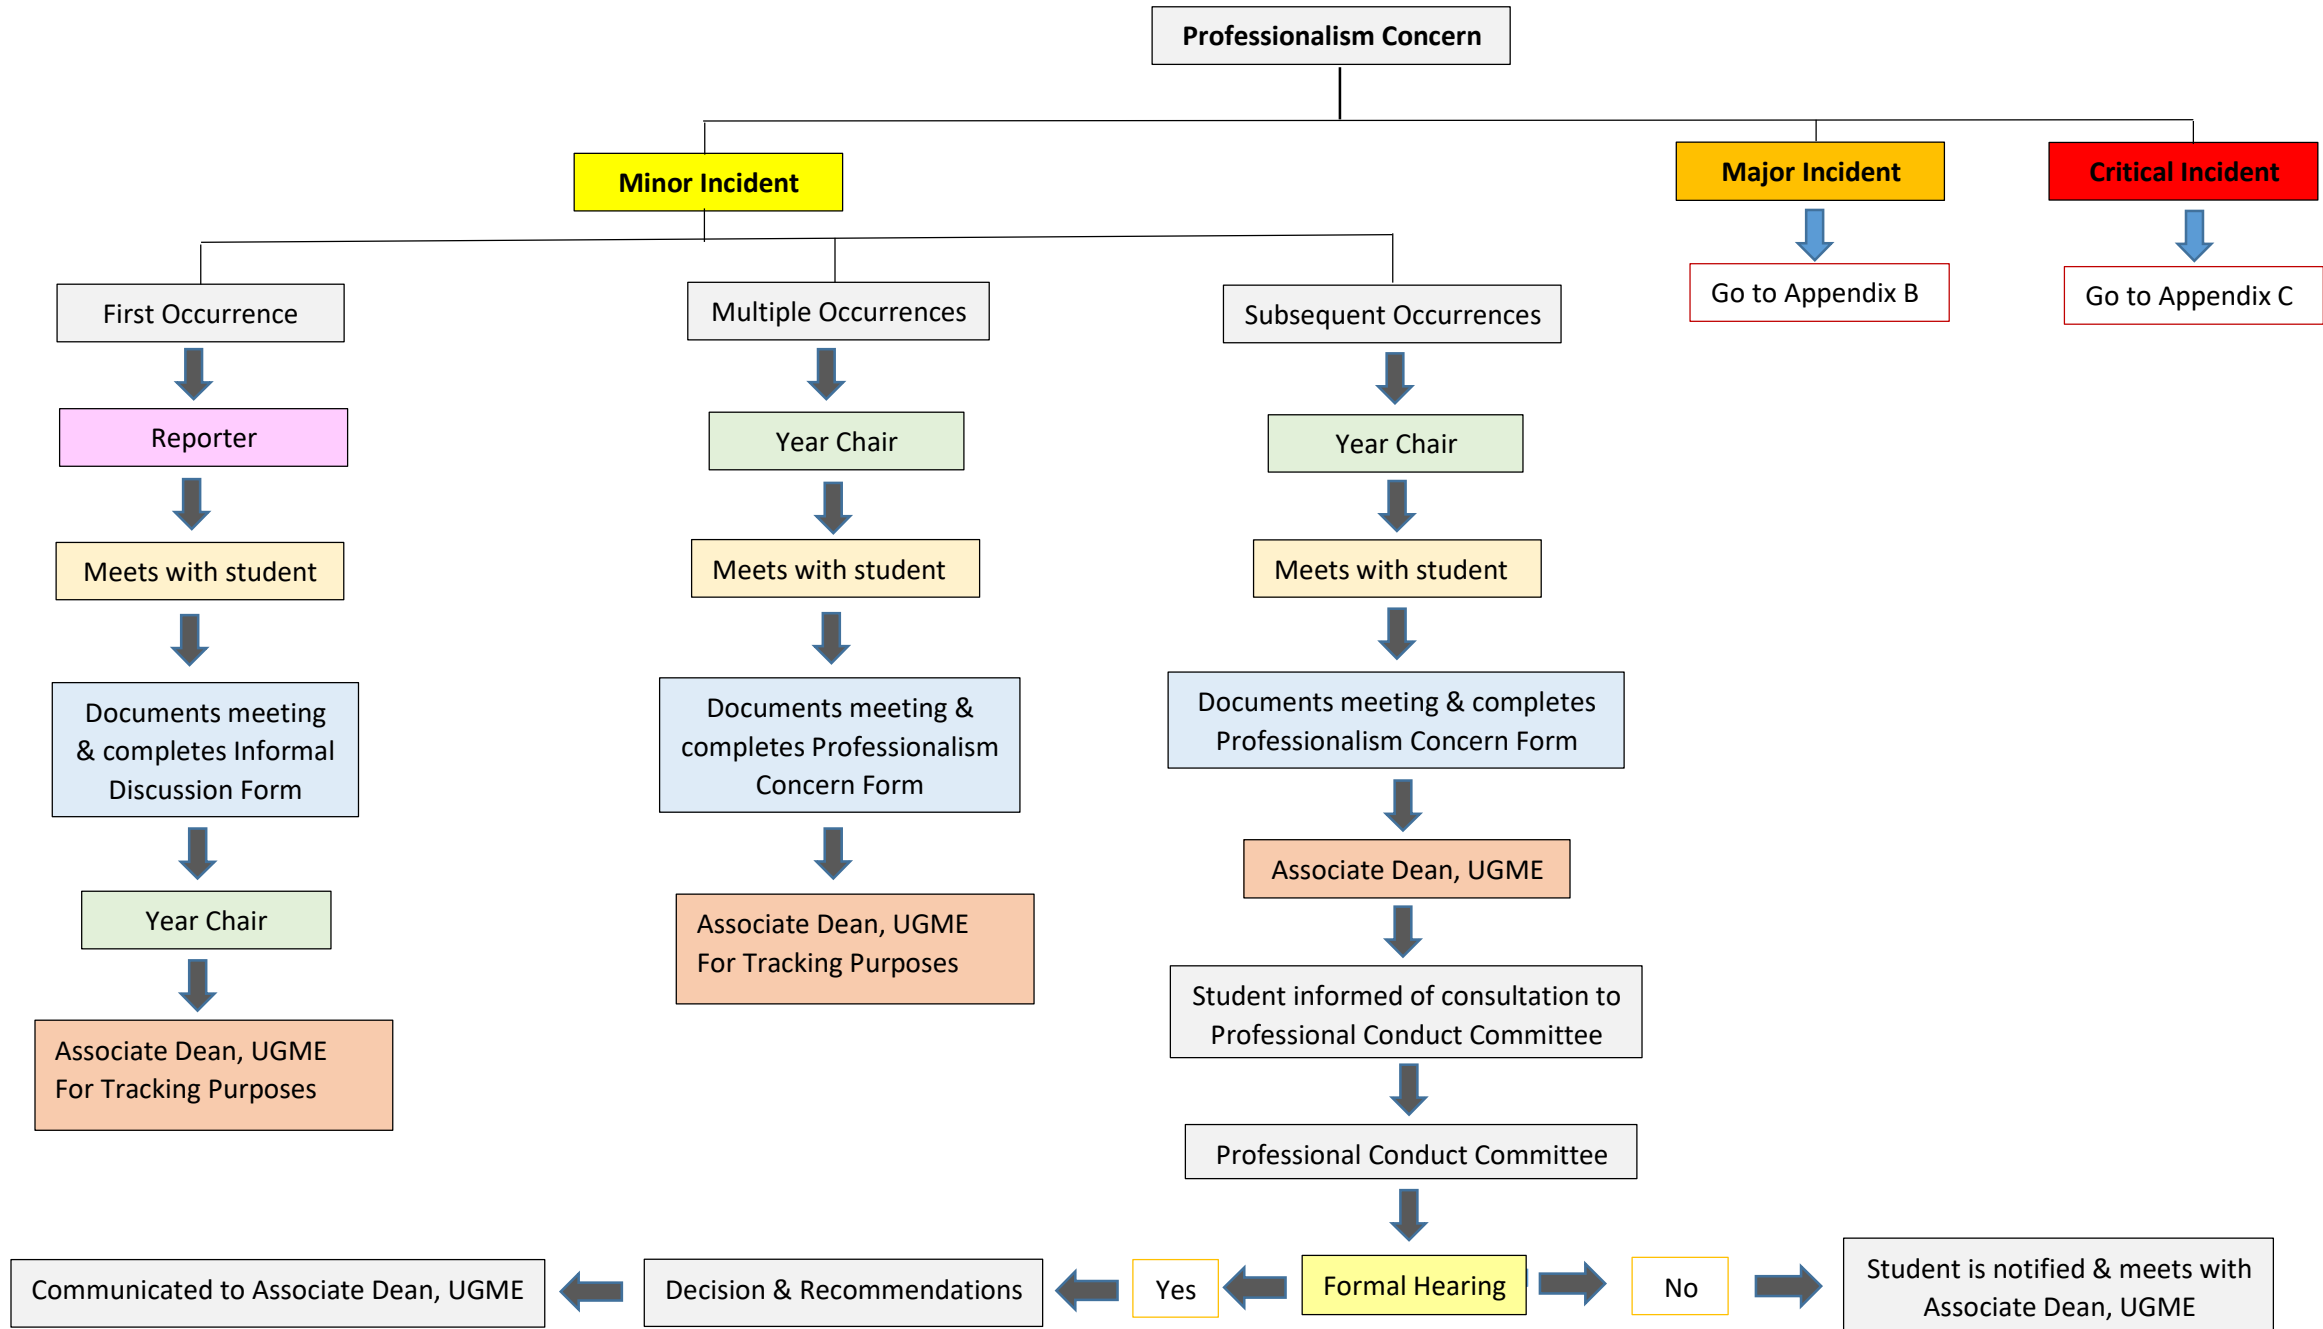 Professionalism Concern
Minor Incident
Major Incident
Critical Incident
Go to Appendix B
Go to Appendix C
First Occurrence
Reporter
Meets with student
Documents meeting
& completes Informal
Discussion Form
Year Chair
Associate Dean, UGME
For Tracking Purposes
Multiple Occurrences
Year Chair
Meets with student
Documents meeting &
completes Professionalism
Concern Form
Associate Dean, UGME
For Tracking Purposes
Subsequent Occurrences
Year Chair
Meets with student
Documents meeting & completes
Professionalism Concern Form
Associate Dean, UGME
Student informed of consultation to
Professional Conduct Committee
Professional Conduct Committee
Formal Hearing
Yes
Decision & Recommendations
Communicated to Associate Dean, UGME
No
Student is notified & meets with
Associate Dean, UGME